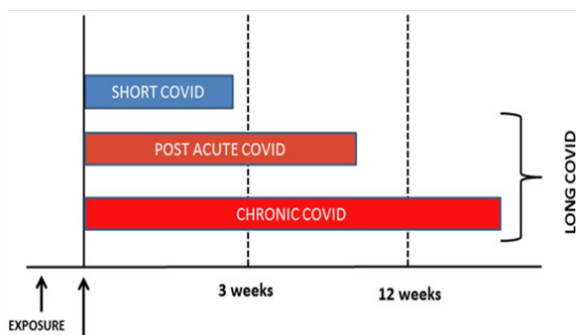 SHORT COVID
POST ACUTE COVID
CHRONIC COVID
LONG COVID
3 weeks
12 weeks
EXPOSURE